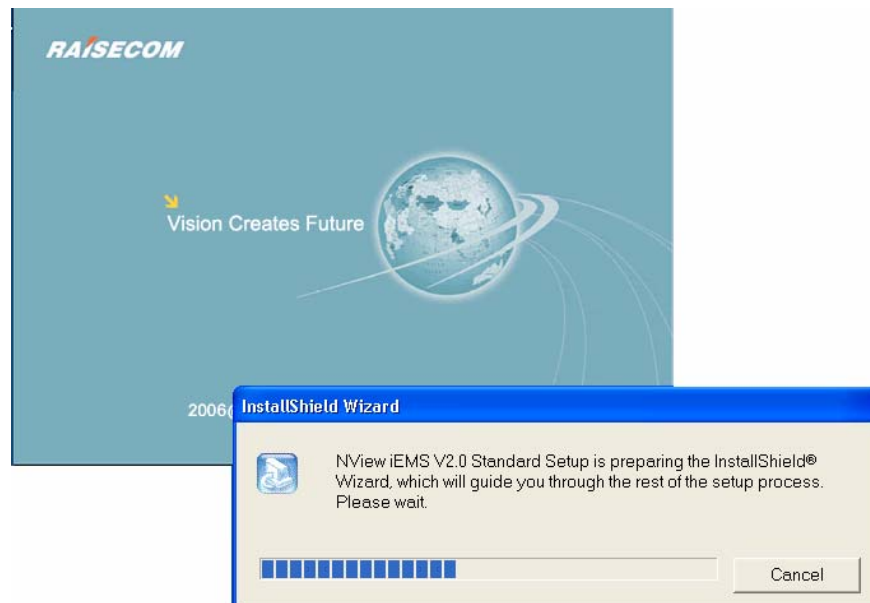 RAISECOM
Vision Creates Future
2006@
InstallShield Wizard
NView iEMS V2.0 Standard Setup is preparing the InstallShield®
Wizard, which will guide you through the rest of the setup process.
Please wait.
Cancel